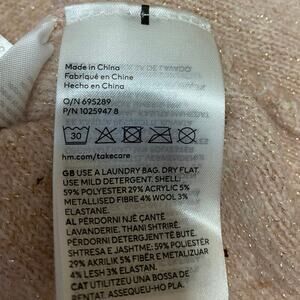 Made in China
Fabriqué en Chine
Hecho en China
O/N 695289
P/N 1025947 8
30
hm.com/takecare
GB USE A LAUNDRY BAG. DRY FLAT.
USE MILD DETERGENT. SHELL:
59% POLYESTER 29% ACRYLIC 5%
METALLISED FIBRE 4% WOOL 3%
ELASTANE.
AL PËRDORNI NJË ÇANTË
LAVANDERIE. THANI SHTRIRË.
PËRDORNI DETERGJENT TË BUTË.
SHTRESA E JASHTME: 59% POLIESTËR
29% AKRILIK 5% FIBËR E METALIZUAR
4% LESH 3% ELASTAN.
CAT UTILITZEU UNA BOSSA DE
RENTAT. ASSEQUEU-HO PLA.